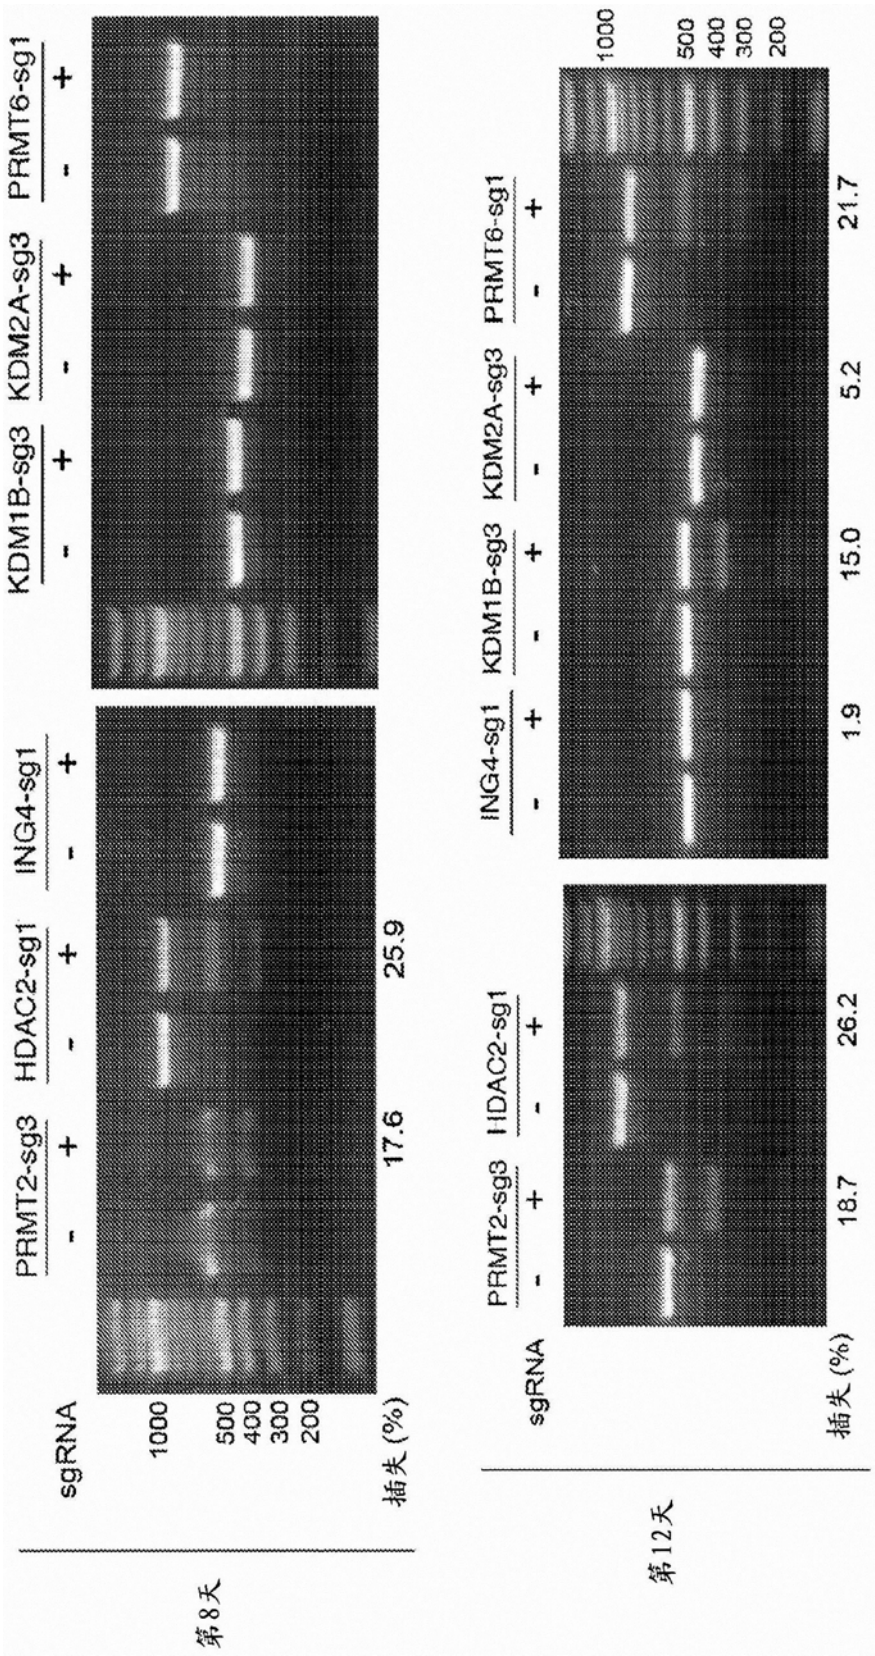 第8天
sgRNA
PRMT2-sg3 HDAC2-sg1 ING4-sg1 KDM1B-sg3 KDM2A-sg3 PRMT6-sg1
- + - + - + - + - + - +
1000
500
400
300
200
插失 (%) 17.6 25.9
第12天
sgRNA
PRMT2-sg3 HDAC2-sg1 ING4-sg1 KDM1B-sg3 KDM2A-sg3 PRMT6-sg1
- + - + - + - + - + - +
1000
500
400
300
200
插失 (%) 18.7 26.2 1.9 15.0 5.2 21.7